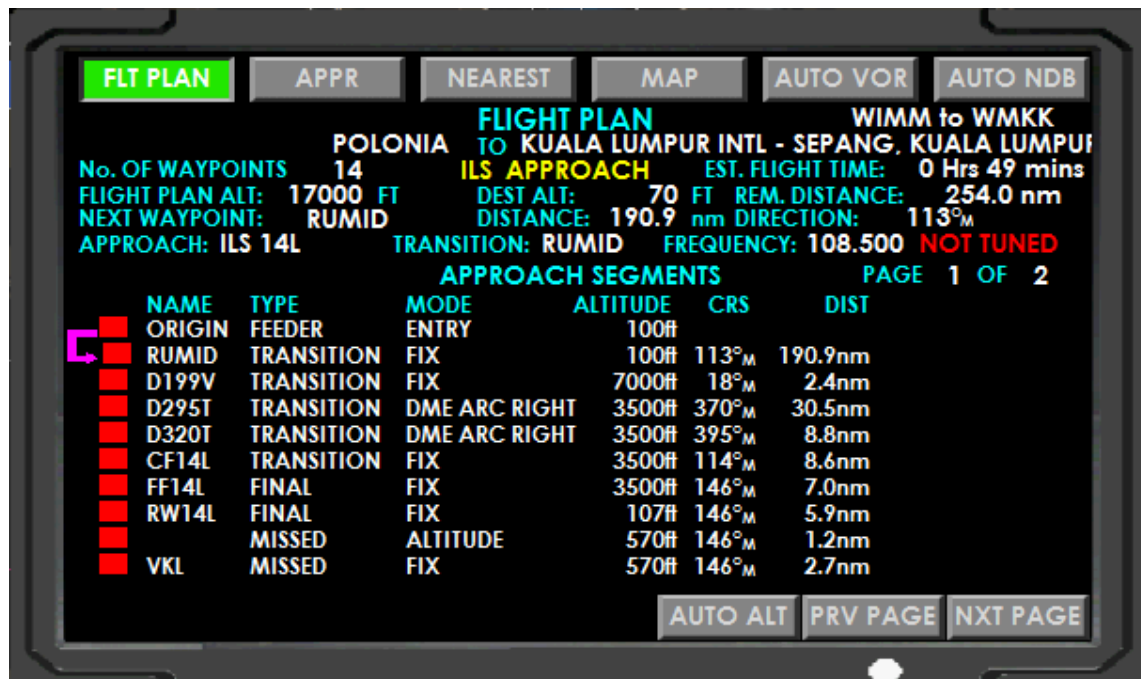 FLT PLAN APPR NEAREST MAP AUTO VOR AUTO NDB
FLIGHT PLAN WIMM to WMKK
POLONIA TO KUALA LUMPUR INTL - SEPANG, KUALA LUMPUR
No. OF WAYPOINTS 14 ILS APPROACH EST. FLIGHT TIME: 0 Hrs 49 mins
FLIGHT PLAN ALT: 17000 FT DEST ALT: 70 FT REM. DISTANCE: 254.0 nm
NEXT WAYPOINT: RUMID DISTANCE: 190.9 nm DIRECTION: 113°M
APPROACH: ILS 14L TRANSITION: RUMID FREQUENCY: 108.500 NOT TUNED
APPROACH SEGMENTS PAGE 1 OF 2
NAME TYPE MODE ALTITUDE CRS DIST
ORIGIN FEEDER ENTRY 100ft
RUMID TRANSITION FIX 100ft 113°M 190.9nm
D199V TRANSITION FIX 7000ft 18°M 2.4nm
D295T TRANSITION DME ARC RIGHT 3500ft 370°M 30.5nm
D320T TRANSITION DME ARC RIGHT 3500ft 395°M 8.8nm
CF14L TRANSITION FIX 3500ft 114°M 8.6nm
FF14L FINAL FIX 3500ft 146°M 7.0nm
RW14L FINAL FIX 107ft 146°M 5.9nm
MISSED ALTITUDE 570ft 146°M 1.2nm
VKL MISSED FIX 570ft 146°M 2.7nm
AUTO ALT PRV PAGE NXT PAGE